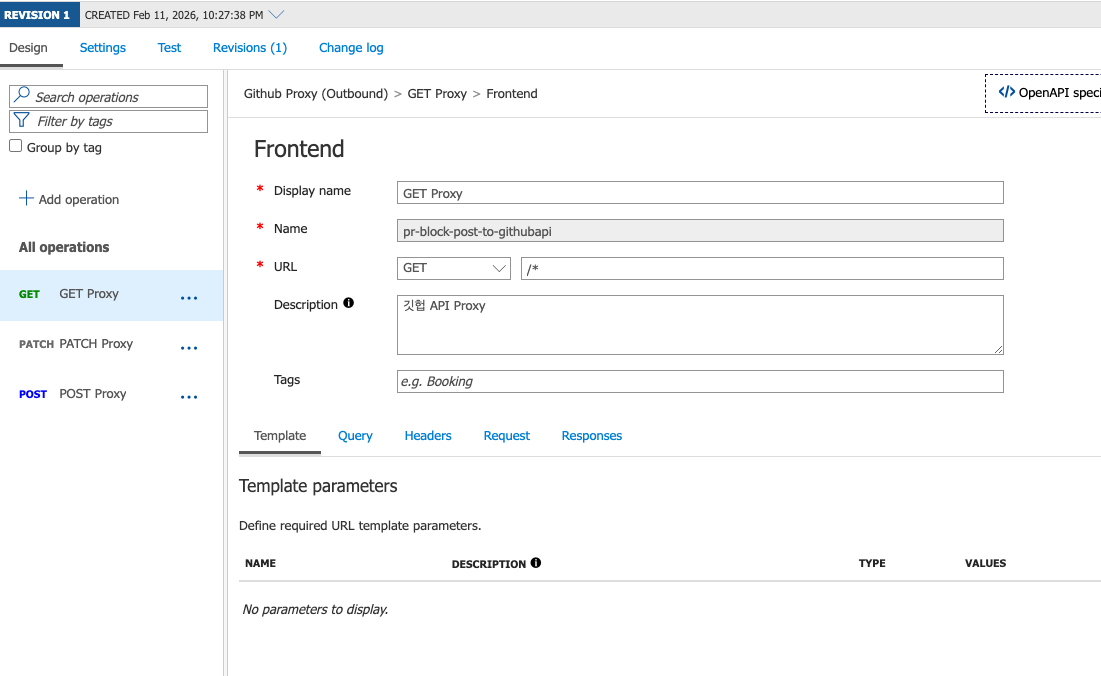 REVISION 1 CREATED Feb 11, 2026, 10:27:38 PM
Design Settings Test Revisions (1) Change log
Search operations
Filter by tags
Group by tag
Add operation
All operations
GET GET Proxy ...
PATCH PATCH Proxy ...
POST POST Proxy ...
Github Proxy (Outbound) > GET Proxy > Frontend
</> OpenAPI speci
Frontend
* Display name GET Proxy
* Name pr-block-post-to-githubapi
* URL GET /*
Description 깃헙 API Proxy
Tags e.g. Booking
Template Query Headers Request Responses
Template parameters
Define required URL template parameters.
NAME DESCRIPTION TYPE VALUES
No parameters to display.